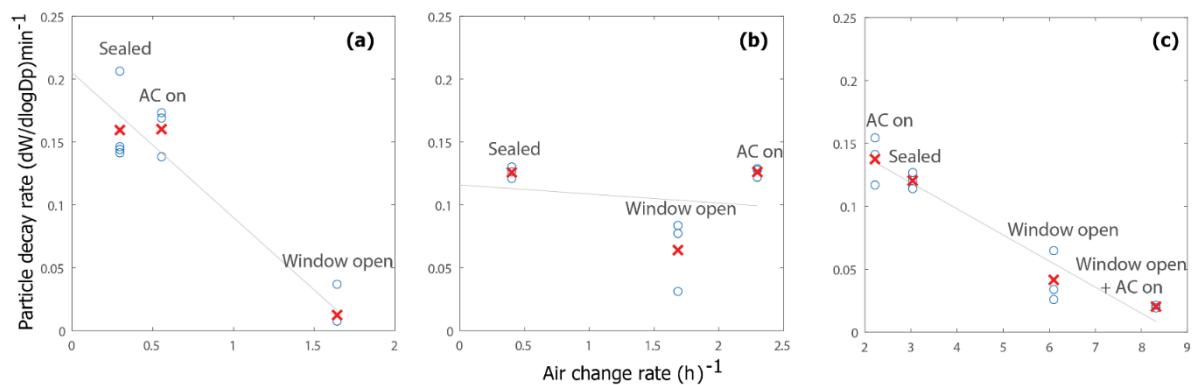 0.25
0.2
0.15
0.1
0.05
0
Particle decay rate (dW/dlogDp)min-1
(a)
Sealed
AC on
Window open
0 0.5 1 1.5 2
0.25
0.2
0.15
0.1
0.05
0
(b)
Sealed
AC on
Window open
0 0.5 1 1.5 2 2.5
0.25
0.2
0.15
0.1
0.05
0
(c)
AC on
Sealed
Window open
Window open
+ AC on
2 3 4 5 6 7 8 9
Air change rate (h)-1